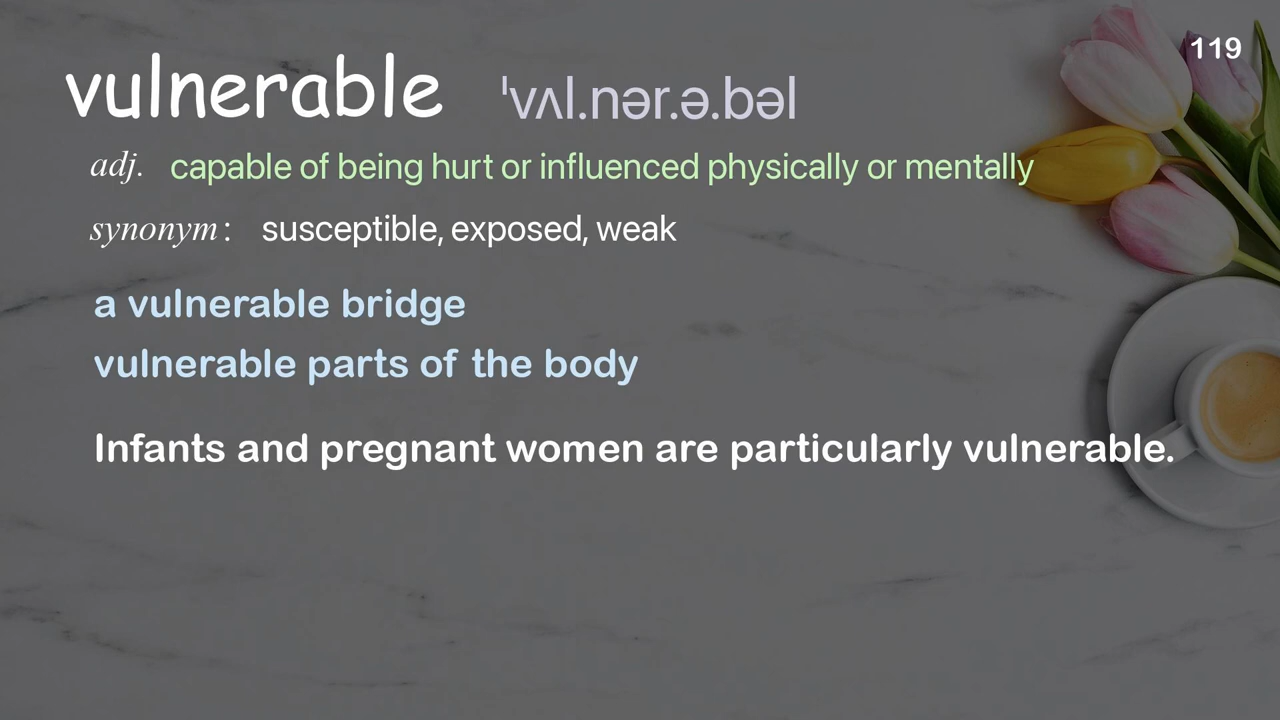 119
vulnerable ˈvʌl.nər.ə.bəl
adj. capable of being hurt or influenced physically or mentally
synonym: susceptible, exposed, weak
a vulnerable bridge
vulnerable parts of the body
Infants and pregnant women are particularly vulnerable.